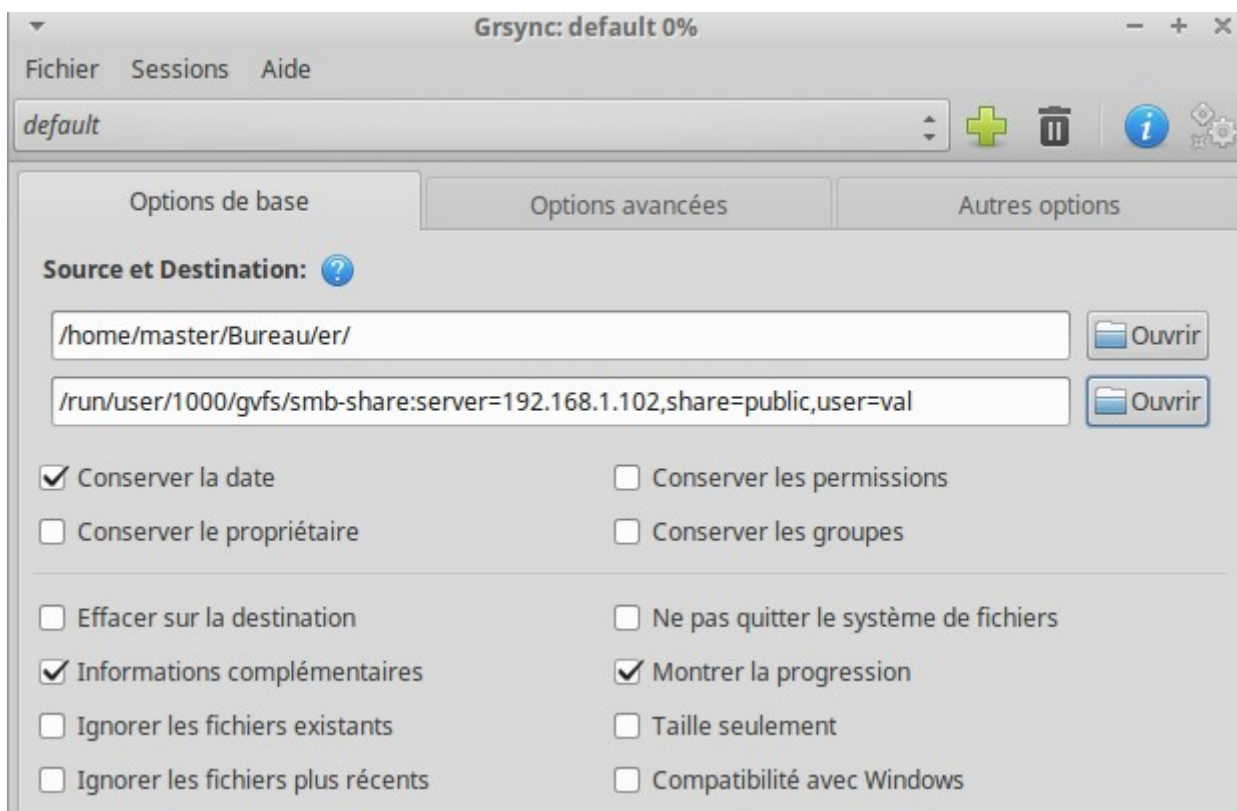 Grsync: default 0%
Fichier Sessions Aide
default
Options de base Options avancées Autres options
Source et Destination:
/home/master/Bureau/er/ Ouvrir
/run/user/1000/gvfs/smb-share:server=192.168.1.102,share=public,user=val Ouvrir
Conserver la date Conserver les permissions
Conserver le propriétaire Conserver les groupes
Effacer sur la destination Ne pas quitter le système de fichiers
Informations complémentaires Montrer la progression
Ignorer les fichiers existants Taille seulement
Ignorer les fichiers plus récents Compatibilité avec Windows